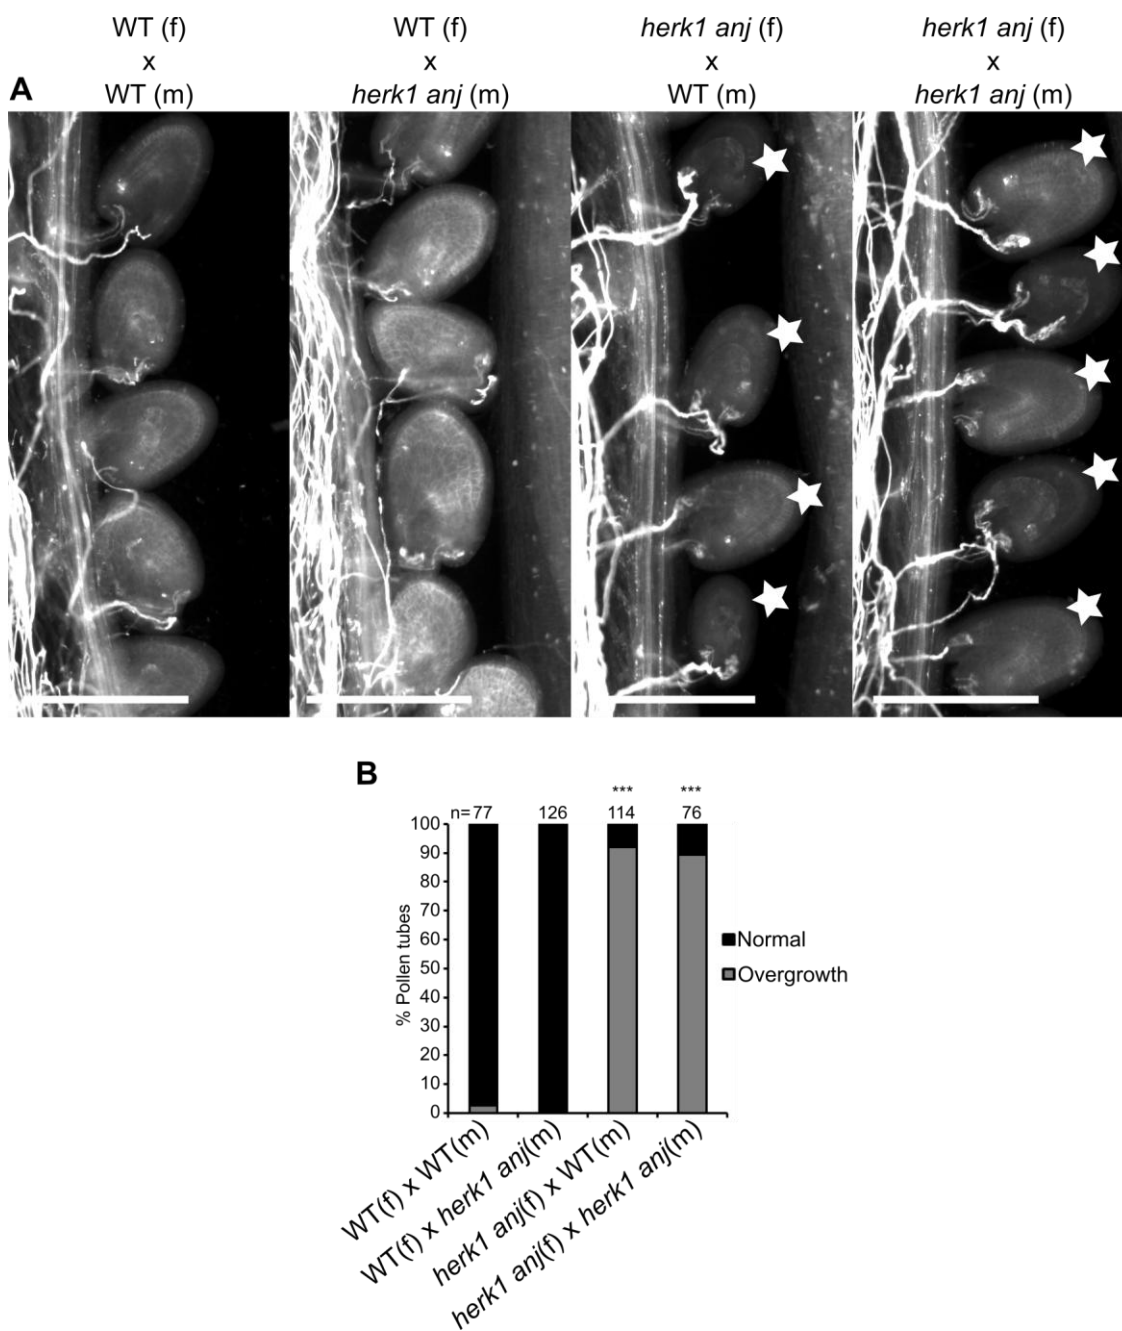 WT (f)
x
WT (m)
WT (f)
x
herk1 anj (m)
herk1 anj (f)
x
WT (m)
herk1 anj (f)
x
herk1 anj (m)
A
B
*** ***
n= 77 126 114 76
100
90
80
70
60
50
40
30
20
10
0
% Pollen tubes
Normal
Overgrowth
WT(f) x WT(m)
WT(f) x herk1 anj(m)
herk1 anj(f) x WT(m)
herk1 anj(f) x herk1 anj(m)